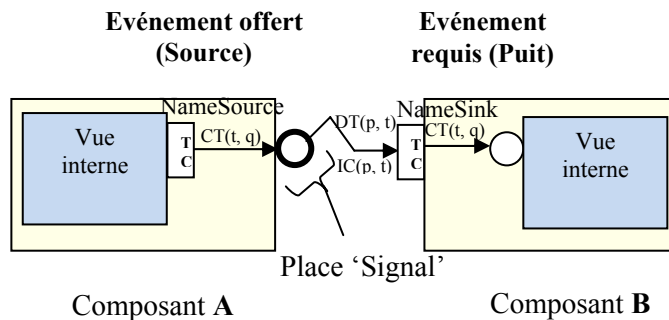 Evénement offert
(Source)
Evénement
requis (Puit)
NameSource
NameSink
Vue
interne
T
C
CT(t, q)
DT(p, t)
IC(p, t)
T
C
CT(t, q)
Vue
interne
Place ‘Signal’
Composant A
Composant B